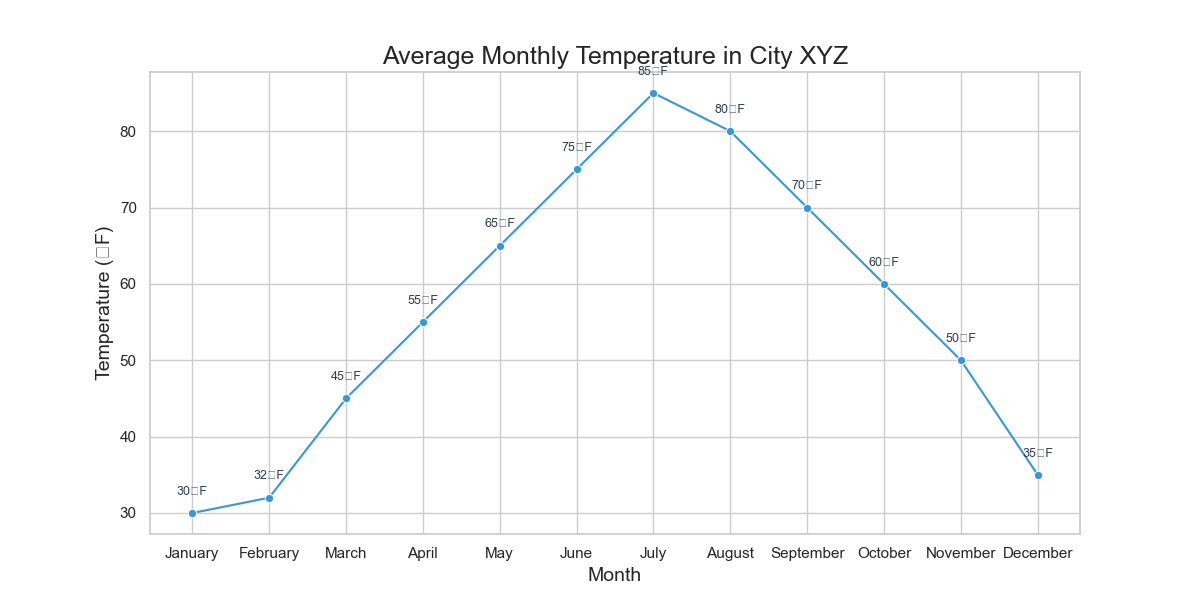 Average Monthly Temperature in City XYZ
85□F
80□F
75□F
70□F
65□F
60□F
55□F
50□F
45□F
35□F
32□F
30□F
Temperature (□F)
80
70
60
50
40
30
January February March April May June July August September October November December
Month